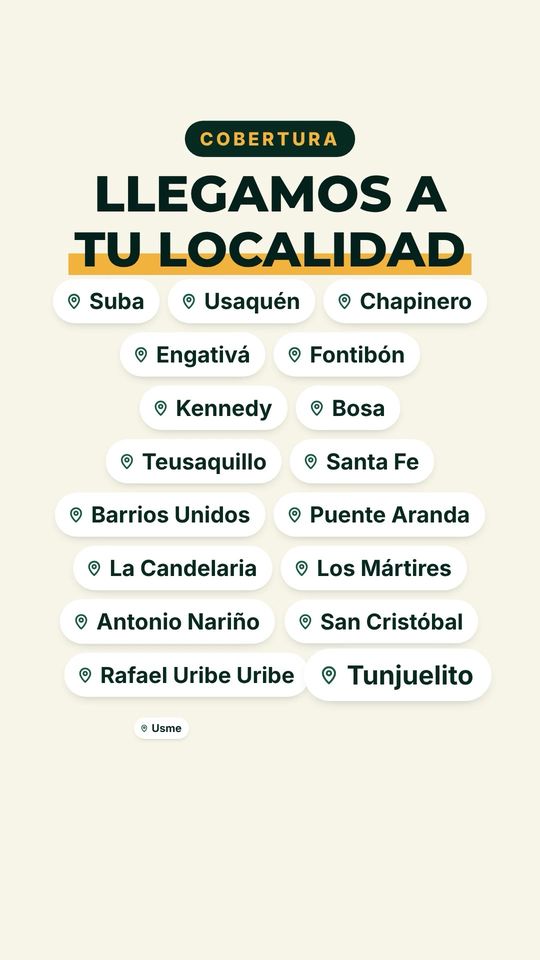 COBERTURA
LLEGAMOS A
TU LOCALIDAD
Suba Usaquén Chapinero
Engativá Fontibón
Kennedy Bosa
Teusaquillo Santa Fe
Barrios Unidos Puente Aranda
La Candelaria Los Mártires
Antonio Nariño San Cristóbal
Rafael Uribe Uribe Tunjuelito
Usme